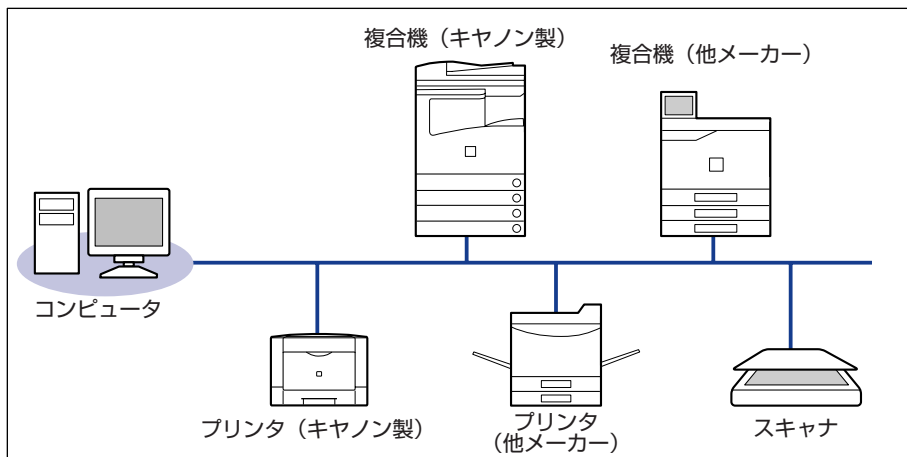 複合機（キヤノン製）
複合機（他メーカー）
コンピュータ
プリンタ（キヤノン製）
プリンタ
（他メーカー）
スキャナ